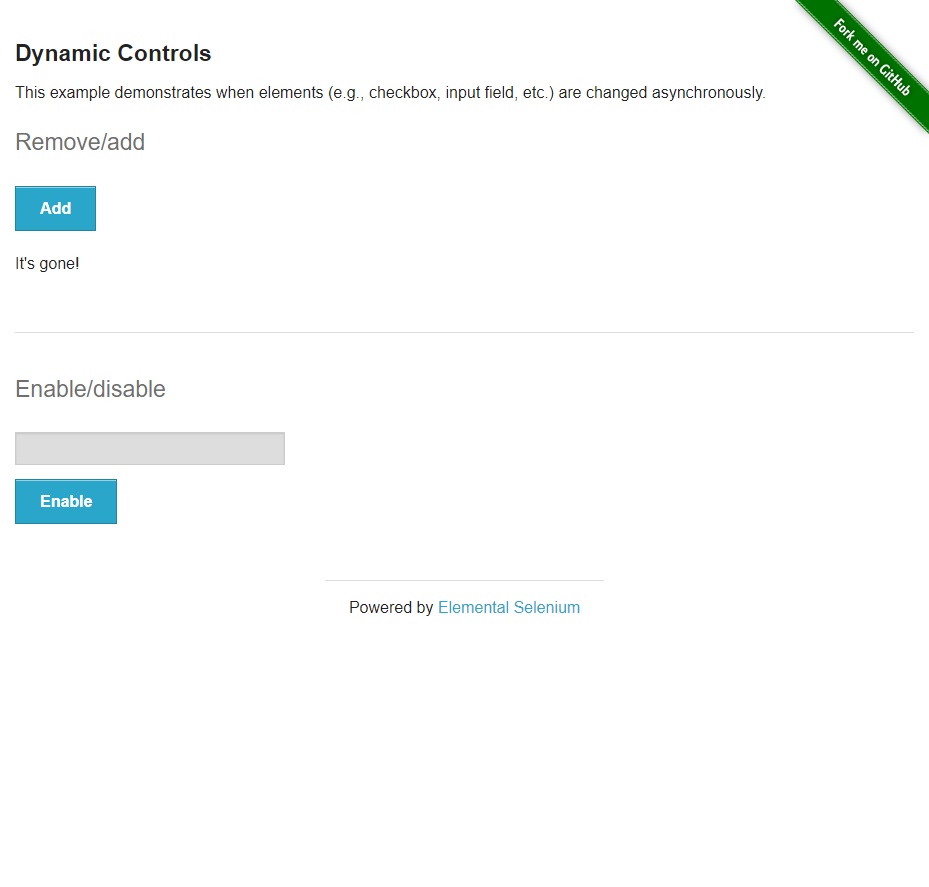 Fork me on GitHub
Dynamic Controls
This example demonstrates when elements (e.g., checkbox, input field, etc.) are changed asynchronously.
Remove/add
Add
It's gone!
Enable/disable
Enable
Powered by Elemental Selenium